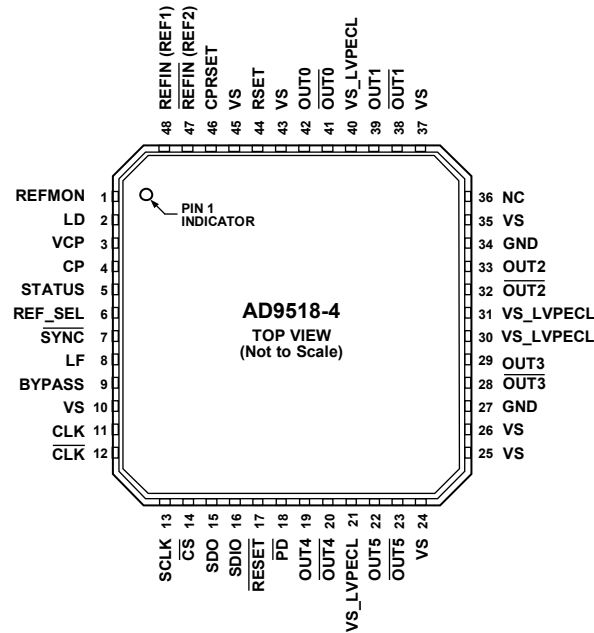 48 REFIN (REF1)
47 REFIN (REF2)
46 CPRSET
45 VS
44 RSET
43 VS
42 OUT0
41 OUT0
40 VS_LVPECL
39 OUT1
38 OUT1
37 VS
REFMON 1
LD 2
VCP 3
CP 4
STATUS 5
REF_SEL 6
SYNC 7
LF 8
BYPASS 9
VS 10
CLK 11
CLK 12
PIN 1
INDICATOR
AD9518-4
TOP VIEW
(Not to Scale)
36 NC
35 VS
34 GND
33 OUT2
32 OUT2
31 VS_LVPECL
30 VS_LVPECL
29 OUT3
28 OUT3
27 GND
26 VS
25 VS
SCLK 13
CS 14
SDO 15
SDIO 16
RESET 17
PD 18
OUT4 19
OUT4 20
VS_LVPECL 21
OUT5 22
OUT5 23
VS 24